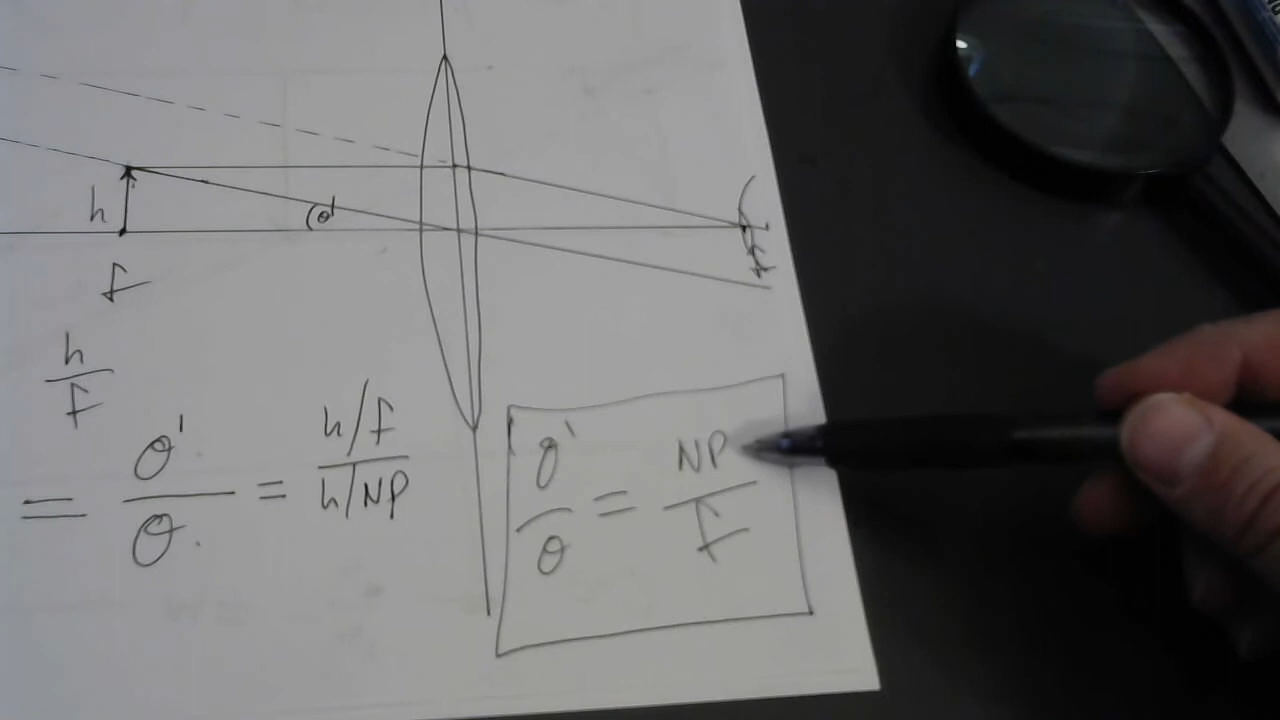 h
θ'
f
f
h/f
= θ'/θ = (h/f)/(h/NP)
θ'/θ = NP/f